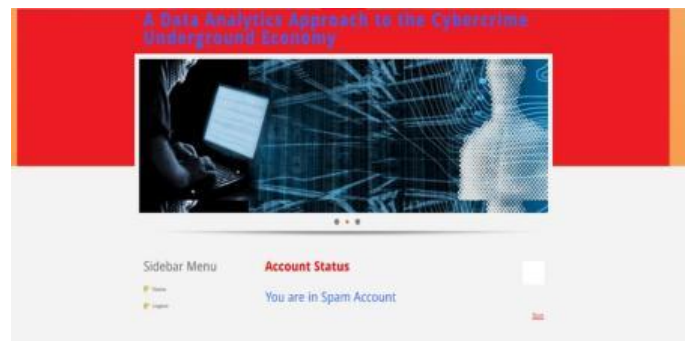 A Data Analytics Approach to the Cybercrime
Underground Economy
Sidebar Menu
Account Status
You are in Spam Account